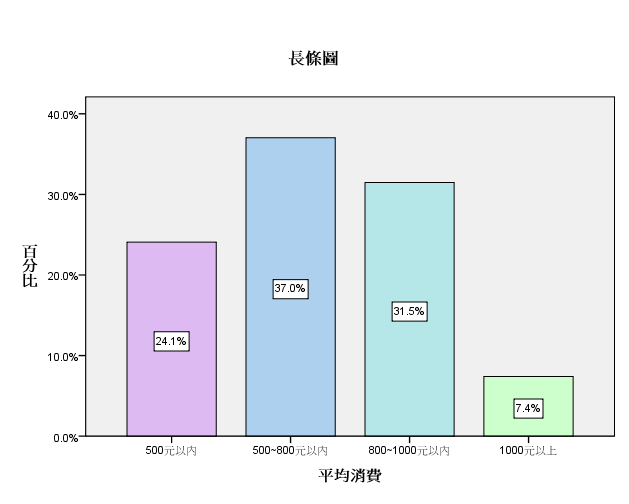 長條圖
40.0%
30.0%
20.0%
10.0%
0.0%
百分比
24.1%
37.0%
31.5%
7.4%
500元以內
500~800元以內
800~1000元以內
1000元以上
平均消費